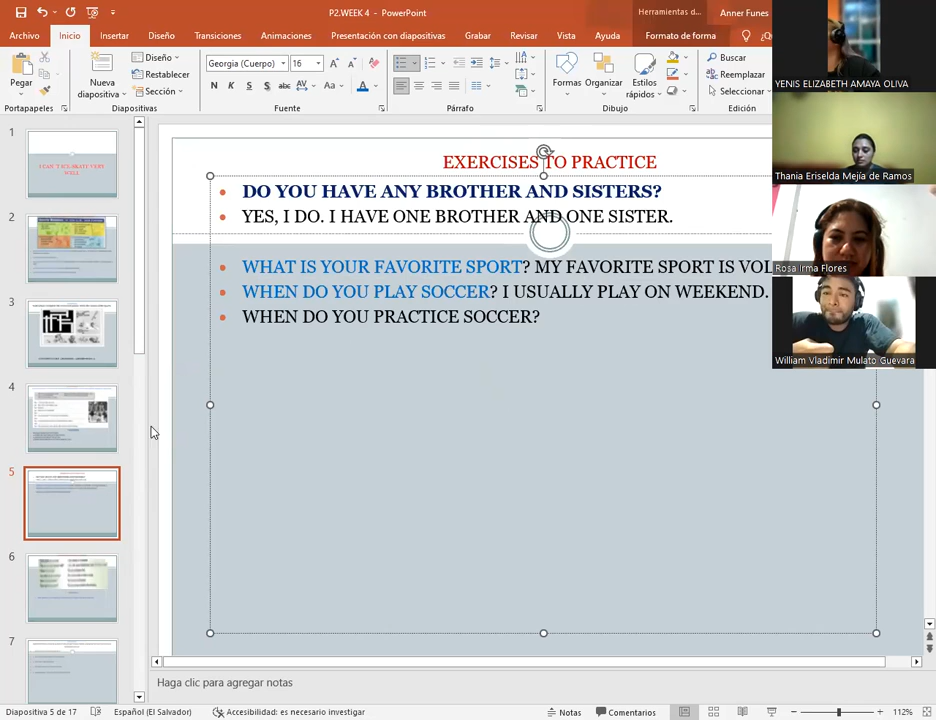 P2.WEEK 4 - PowerPoint
Herramientas d...
Anner Funes
Archivo
Inicio
Insertar
Diseño
Transiciones
Animaciones
Presentación con diapositivas
Grabar
Revisar
Vista
Ayuda
Formato de forma
Pegar
Nueva diapositiva
Diseño
Restablecer
Sección
Georgia (Cuerpo)
16
N K S S abc AV Aa A
Formas
Organizar
Estilos rápidos
Buscar
Reemplazar
Seleccionar
Portapapeles
Diapositivas
Fuente
Párrafo
Dibujo
Edición
YENIS ELIZABETH AMAYA OLIVA
Thania Eriselda Mejía de Ramos
Rosa Irma Flores
William Vladimir Mulato Guevara
1
2
3
4
5
6
7
EXERCISES TO PRACTICE
DO YOU HAVE ANY BROTHER AND SISTERS?
YES, I DO. I HAVE ONE BROTHER AND ONE SISTER.
WHAT IS YOUR FAVORITE SPORT? MY FAVORITE SPORT IS VOL
WHEN DO YOU PLAY SOCCER? I USUALLY PLAY ON WEEKEND.
WHEN DO YOU PRACTICE SOCCER?
Haga clic para agregar notas
Diapositiva 5 de 17
Español (El Salvador)
Accesibilidad: es necesario investigar
Notas
Comentarios
112%